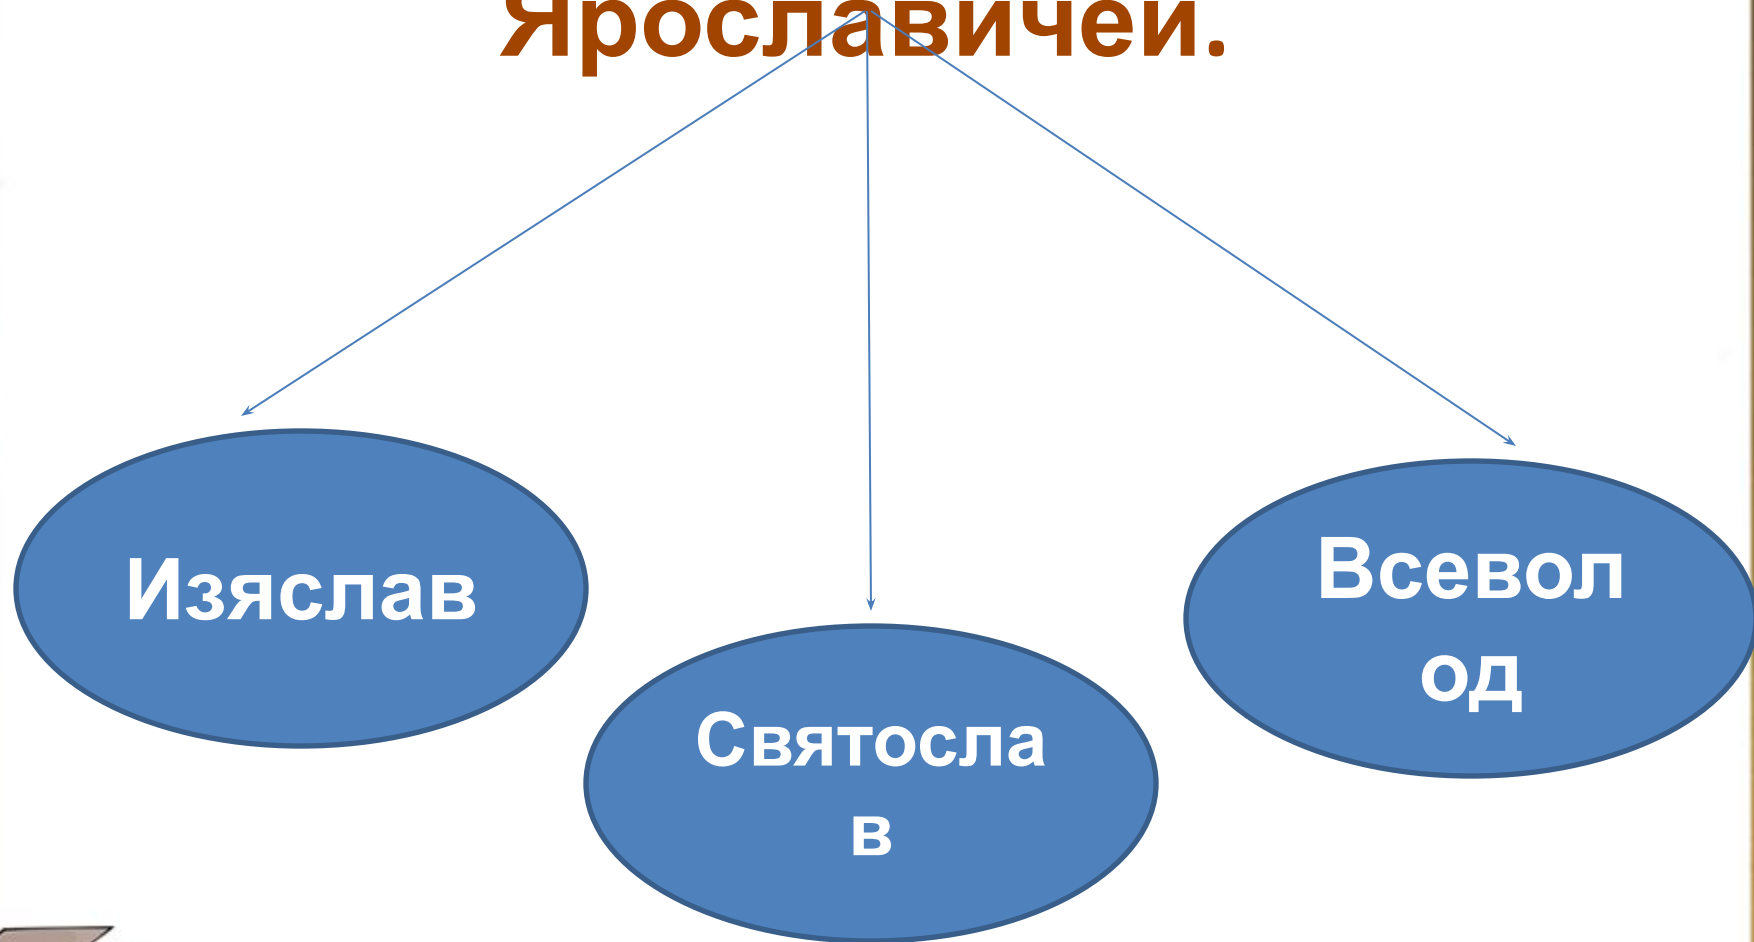 Ярославичей.
Изяслав
Всевол
од
Святосла
в